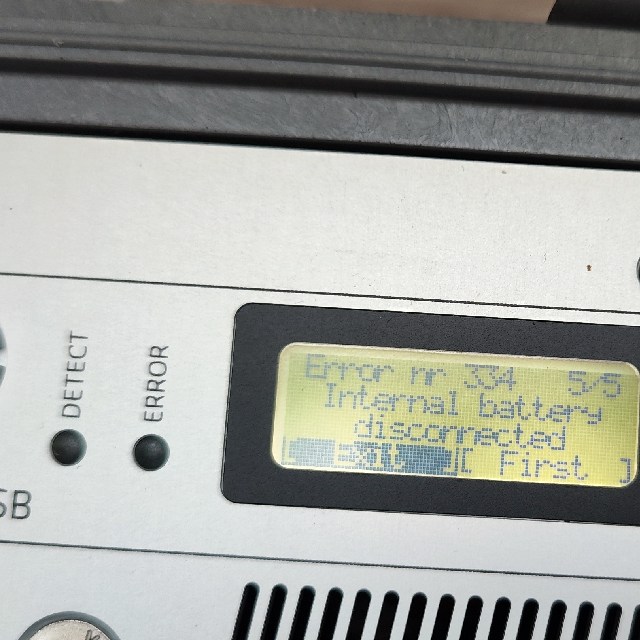 DETECT
ERROR
Error nr 334 5/5
Internal battery
disconnected
[ Exit ][ First ]
SB